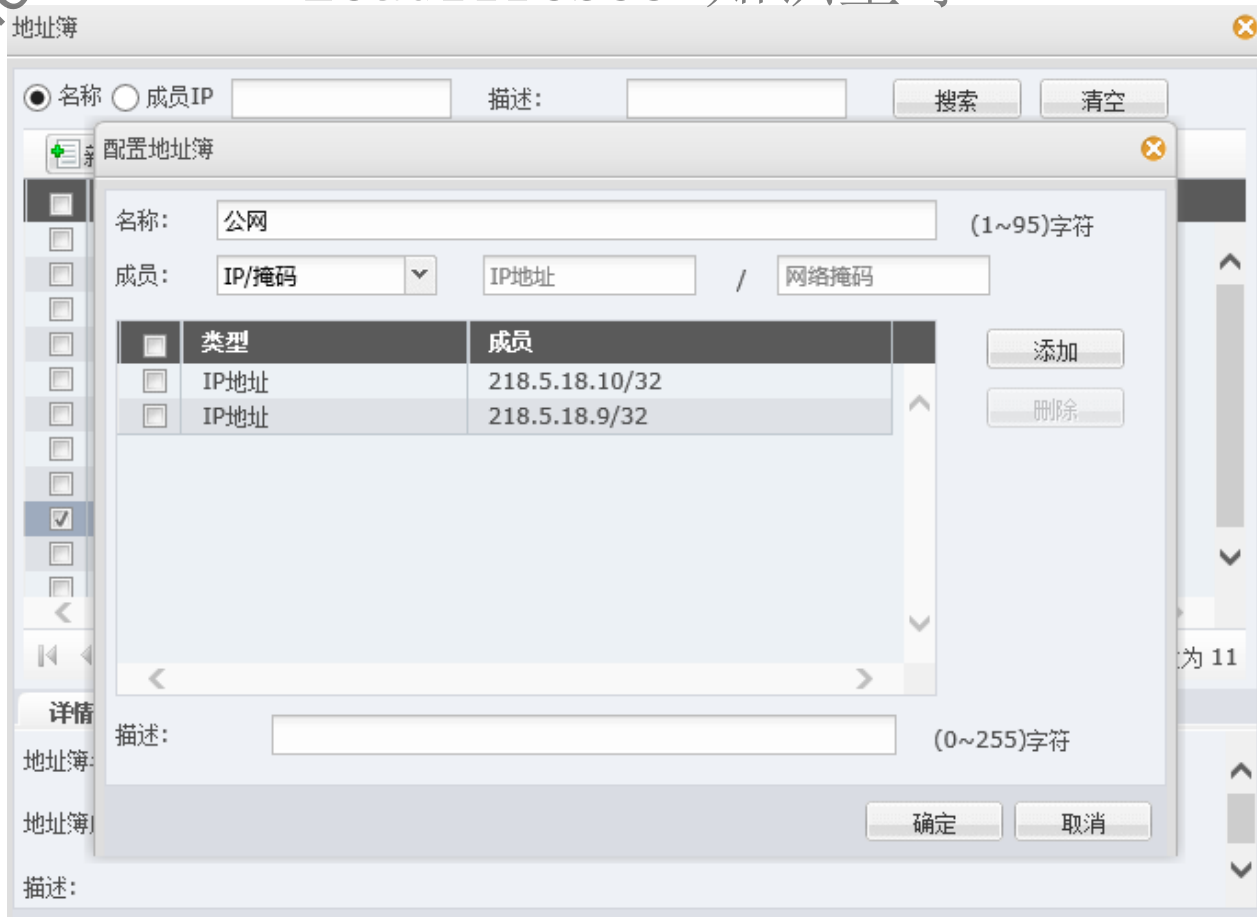 地址簿
名称 成员IP 描述: 搜索 清空
配置地址簿
名称: 公网 (1~95)字符
成员: IP/掩码 IP地址 / 网络掩码
类型 成员
添加
IP地址 218.5.18.10/32
删除
IP地址 218.5.18.9/32
为 11
详情
描述: (0~255)字符
地址簿
地址簿
确定 取消
描述: